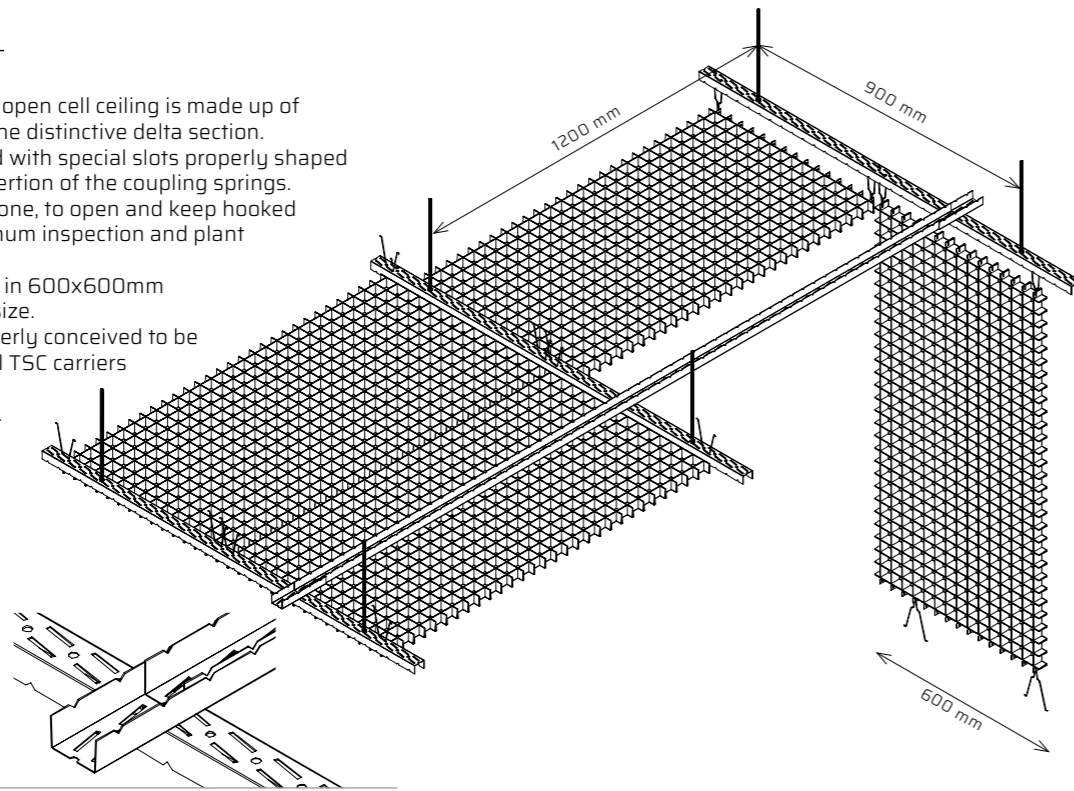 open cell ceiling is made up of
he distinctive delta section.
d with special slots properly shaped
ertion of the coupling springs.
one, to open and keep hooked
num inspection and plant
in 600x600mm
size.
erly conceived to be
TSC carriers
1200 mm
900 mm
600 mm